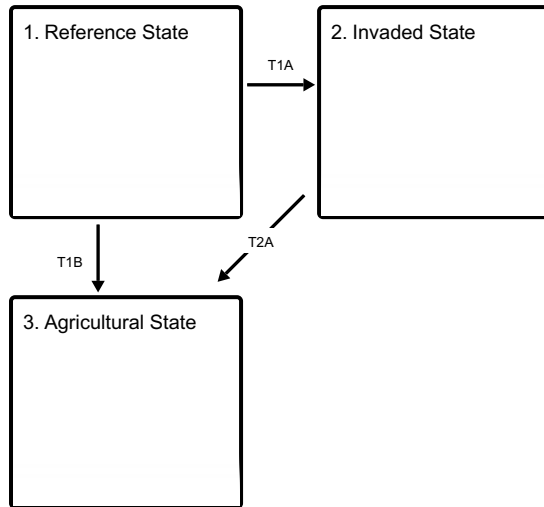 1. Reference State
2. Invaded State
T1A
T1B
T2A
3. Agricultural State